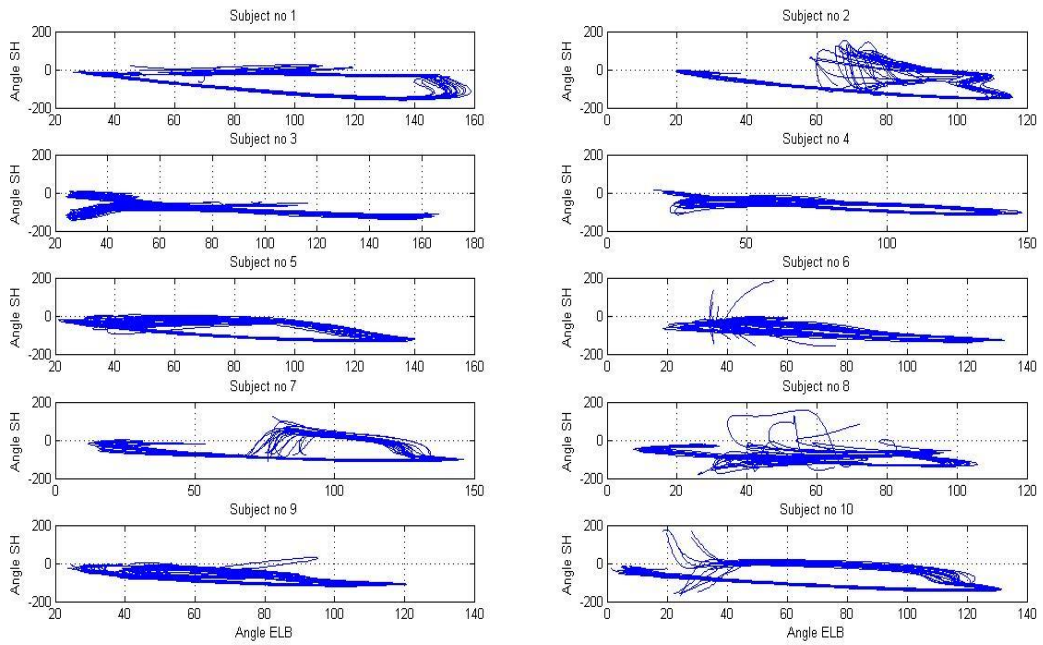 Subject no 1
Subject no 2
200
0
-200
Angle SH
20 40 60 80 100 120 140 160
200
0
-200
Angle SH
0 20 40 60 80 100 120
Subject no 3
Subject no 4
200
0
-200
Angle SH
20 40 60 80 100 120 140 160 180
200
0
-200
Angle SH
0 50 100 150
Subject no 5
Subject no 6
200
0
-200
Angle SH
20 40 60 80 100 120 140 160
200
0
-200
Angle SH
0 20 40 60 80 100 120 140
Subject no 7
Subject no 8
200
0
-200
Angle SH
0 50 100 150
200
0
-200
Angle SH
0 20 40 60 80 100 120
Subject no 9
Subject no 10
200
0
-200
Angle SH
20 40 60 80 100 120 140
200
0
-200
Angle SH
0 20 40 60 80 100 120 140
Angle ELB
Angle ELB